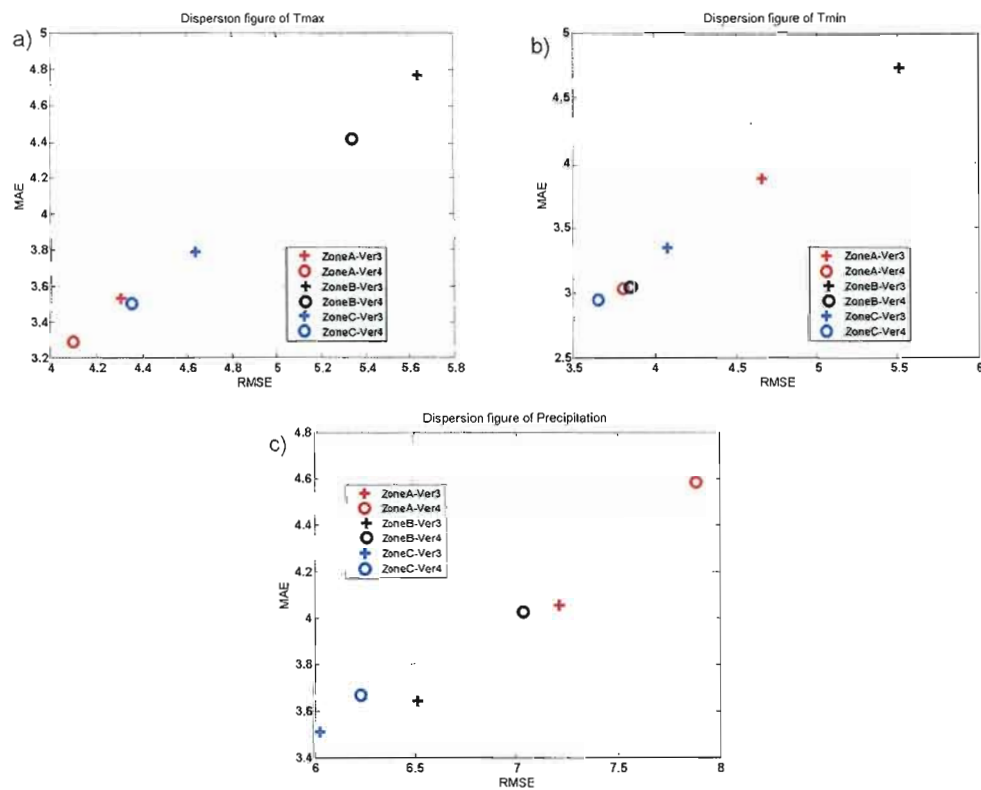 Dispersion figure of Tmax
a)
5
4.8
4.6
4.4
4.2
4
3.8
3.6
3.4
3.2
MAE
4
4.2
4.4
4.6
4.8
5
5.2
5.4
5.6
5.8
RMSE
ZoneA-Ver3
ZoneA-Ver4
ZoneB-Ver3
ZoneB-Ver4
ZoneC-Ver3
ZoneC-Ver4
Dispersion figure of Tmin
b)
5
4.5
4
3.5
3
2.5
MAE
3.5
4
4.5
5
5.5
6
RMSE
ZoneA-Ver3
ZoneA-Ver4
ZoneB-Ver3
ZoneB-Ver4
ZoneC-Ver3
ZoneC-Ver4
Dispersion figure of Precipitation
c)
4.8
4.6
4.4
4.2
4
3.8
3.6
3.4
MAE
6
6.5
7
7.5
8
RMSE
ZoneA-Ver3
ZoneA-Ver4
ZoneB-Ver3
ZoneB-Ver4
ZoneC-Ver3
ZoneC-Ver4